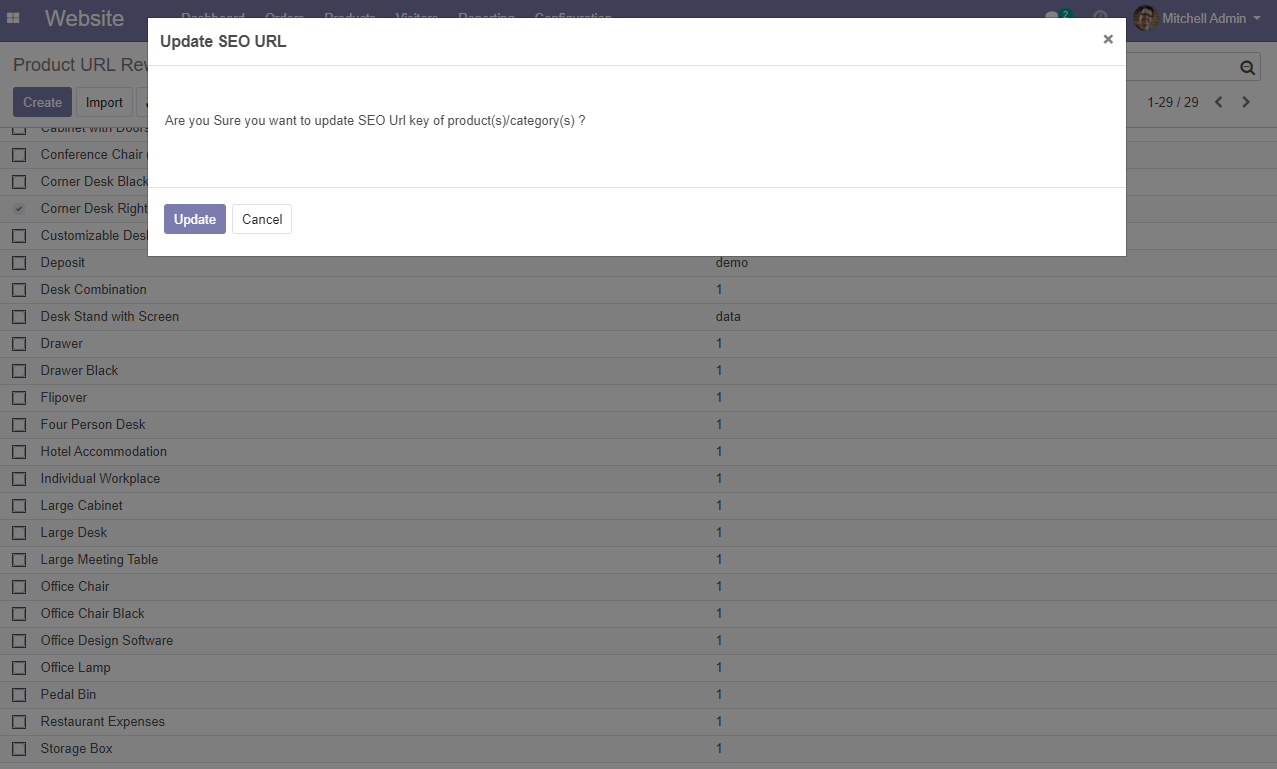 Website Dashboard Orders Products Visitors Reporting Configuration 2 Mitchell Admin
Update SEO URL ×
Product URL
Create Import 1-29 / 29
Are you Sure you want to update SEO Url key of product(s)/category(s) ?
Cabinet with Doors
Conference Chair
Corner Desk Black
Corner Desk Right
Update Cancel
Customizable Desk
Deposit demo
Desk Combination 1
Desk Stand with Screen data
Drawer 1
Drawer Black 1
Flipover 1
Four Person Desk 1
Hotel Accommodation 1
Individual Workplace 1
Large Cabinet 1
Large Desk 1
Large Meeting Table 1
Office Chair 1
Office Chair Black 1
Office Design Software 1
Office Lamp 1
Pedal Bin 1
Restaurant Expenses 1
Storage Box 1